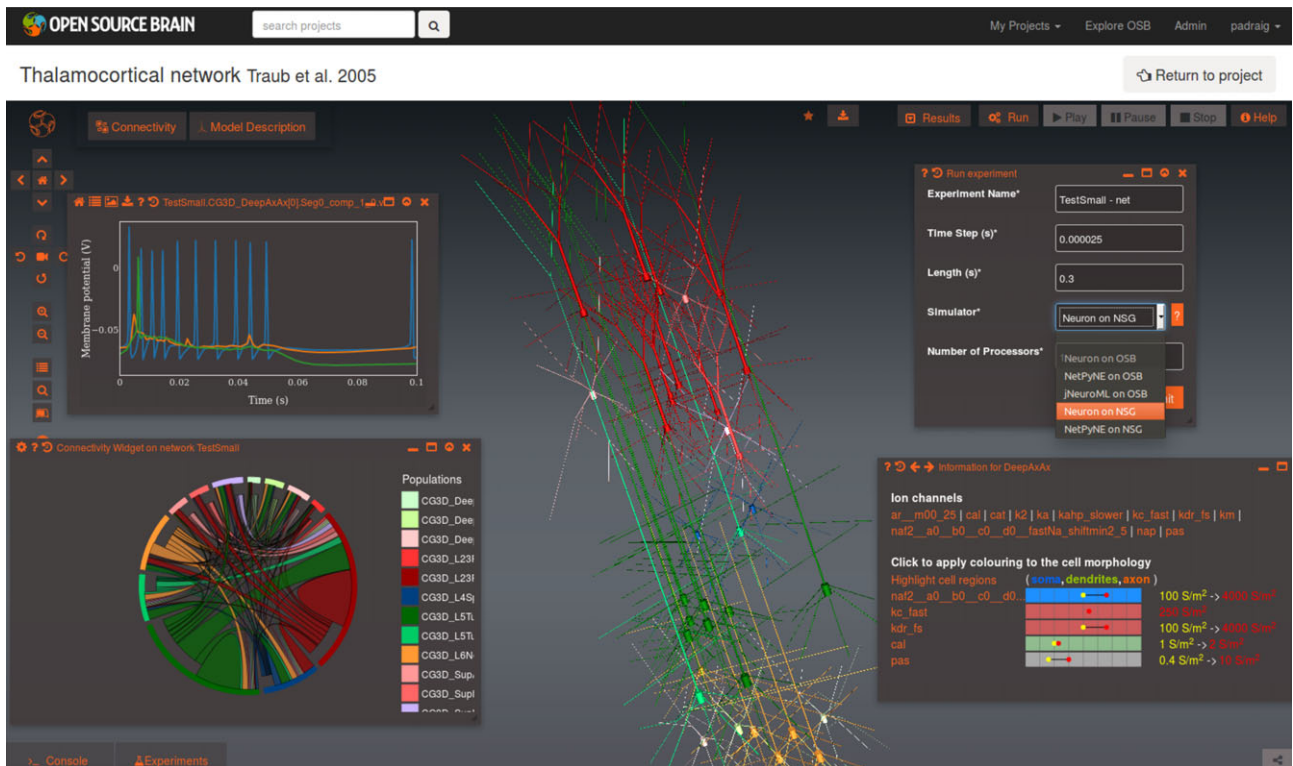 OPEN SOURCE BRAIN
search projects
My Projects
Explore OSB
Admin
padraig
Thalamocortical network Traub et al. 2005
Return to project
Connectivity
Model Description
Results
Run
Play
Pause
Stop
Help
TestSmall.CG3D_DeepAxAx[0].Seg0_comp_1
Membrane potential (V)
0
−0.05
0 0.02 0.04 0.06 0.08 0.1
Time (s)
Run experiment
Experiment Name*
TestSmall - net
Time Step (s)*
0.000025
Length (s)*
0.3
Simulator*
Neuron on NSG
?
Number of Processors*
Neuron on OSB
NetPyNE on OSB
jNeuroML on OSB
Neuron on NSG
NetPyNE on NSG
Connectivity Widget on network TestSmall
Populations
CG3D_Dee
CG3D_Dee
CG3D_Dee
CG3D_L23
CG3D_L23
CG3D_L4S
CG3D_L5T
CG3D_L5T
CG3D_L6N
CG3D_Sup
CG3D_Sup
Information for DeepAxAx
Ion channels
ar__m00_25 | cal | cat | k2 | ka | kahp_slower | kc_fast | kdr_fs | km |
naf2__a0__b0__c0__d0__fastNa_shiftmin2_5 | nap | pas
Click to apply colouring to the cell morphology
Highlight cell regions (soma,dendrites,axon )
naf2__a0__b0__c0__d0... 100 S/m² -> 4000 S/m²
kc_fast 250 S/m²
kdr_fs 100 S/m² -> 4000 S/m²
cal 1 S/m² -> 2 S/m²
pas 0.4 S/m² -> 10 S/m²
Console
Experiments